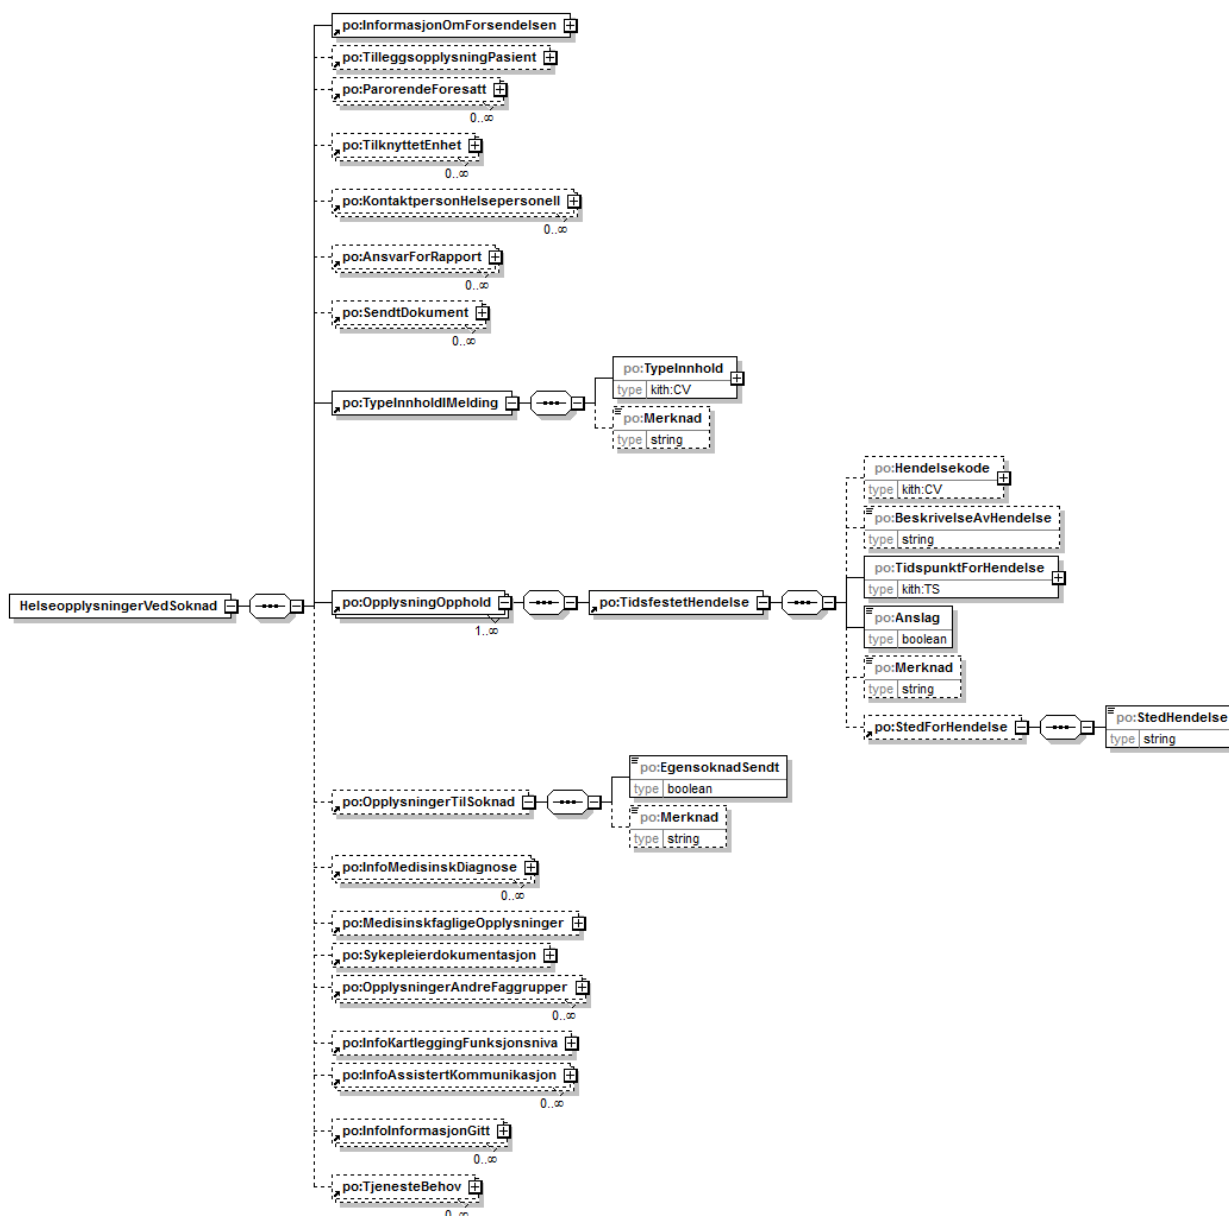 po:InformasjonOmForsendelsen
po:TilleggsopplysningPasient
po:ParorendeForesatt
0..∞
po:TilknyttetEnhet
0..∞
po:KontaktpersonHelsepersonell
0..∞
po:AnsvarForRapport
0..∞
po:SendtDokument
0..∞
po:TypeInnholdIMelding
po:TypeInnhold
type kith:CV
po:Merknad
type string
HelseopplysningerVedSoknad
po:OpplysningOpphold
1..∞
po:TidsfestetHendelse
po:Hendelsekode
type kith:CV
po:BeskrivelseAvHendelse
type string
po:TidspunktForHendelse
type kith:TS
po:Anslag
type boolean
po:Merknad
type string
po:StedForHendelse
po:StedHendelse
type string
po:OpplysningerTilSoknad
po:EgensoknadSendt
type boolean
po:Merknad
type string
po:InfoMedisinskDiagnose
0..∞
po:MedisinskfagligeOpplysninger
po:Sykepleierdokumentasjon
po:OpplysningerAndreFaggrupper
0..∞
po:InfoKartleggingFunksjonsniva
po:InfoAssistertKommunikasjon
0..∞
po:InfoInformasjonGitt
0..∞
po:TjenesteBehov
0..∞